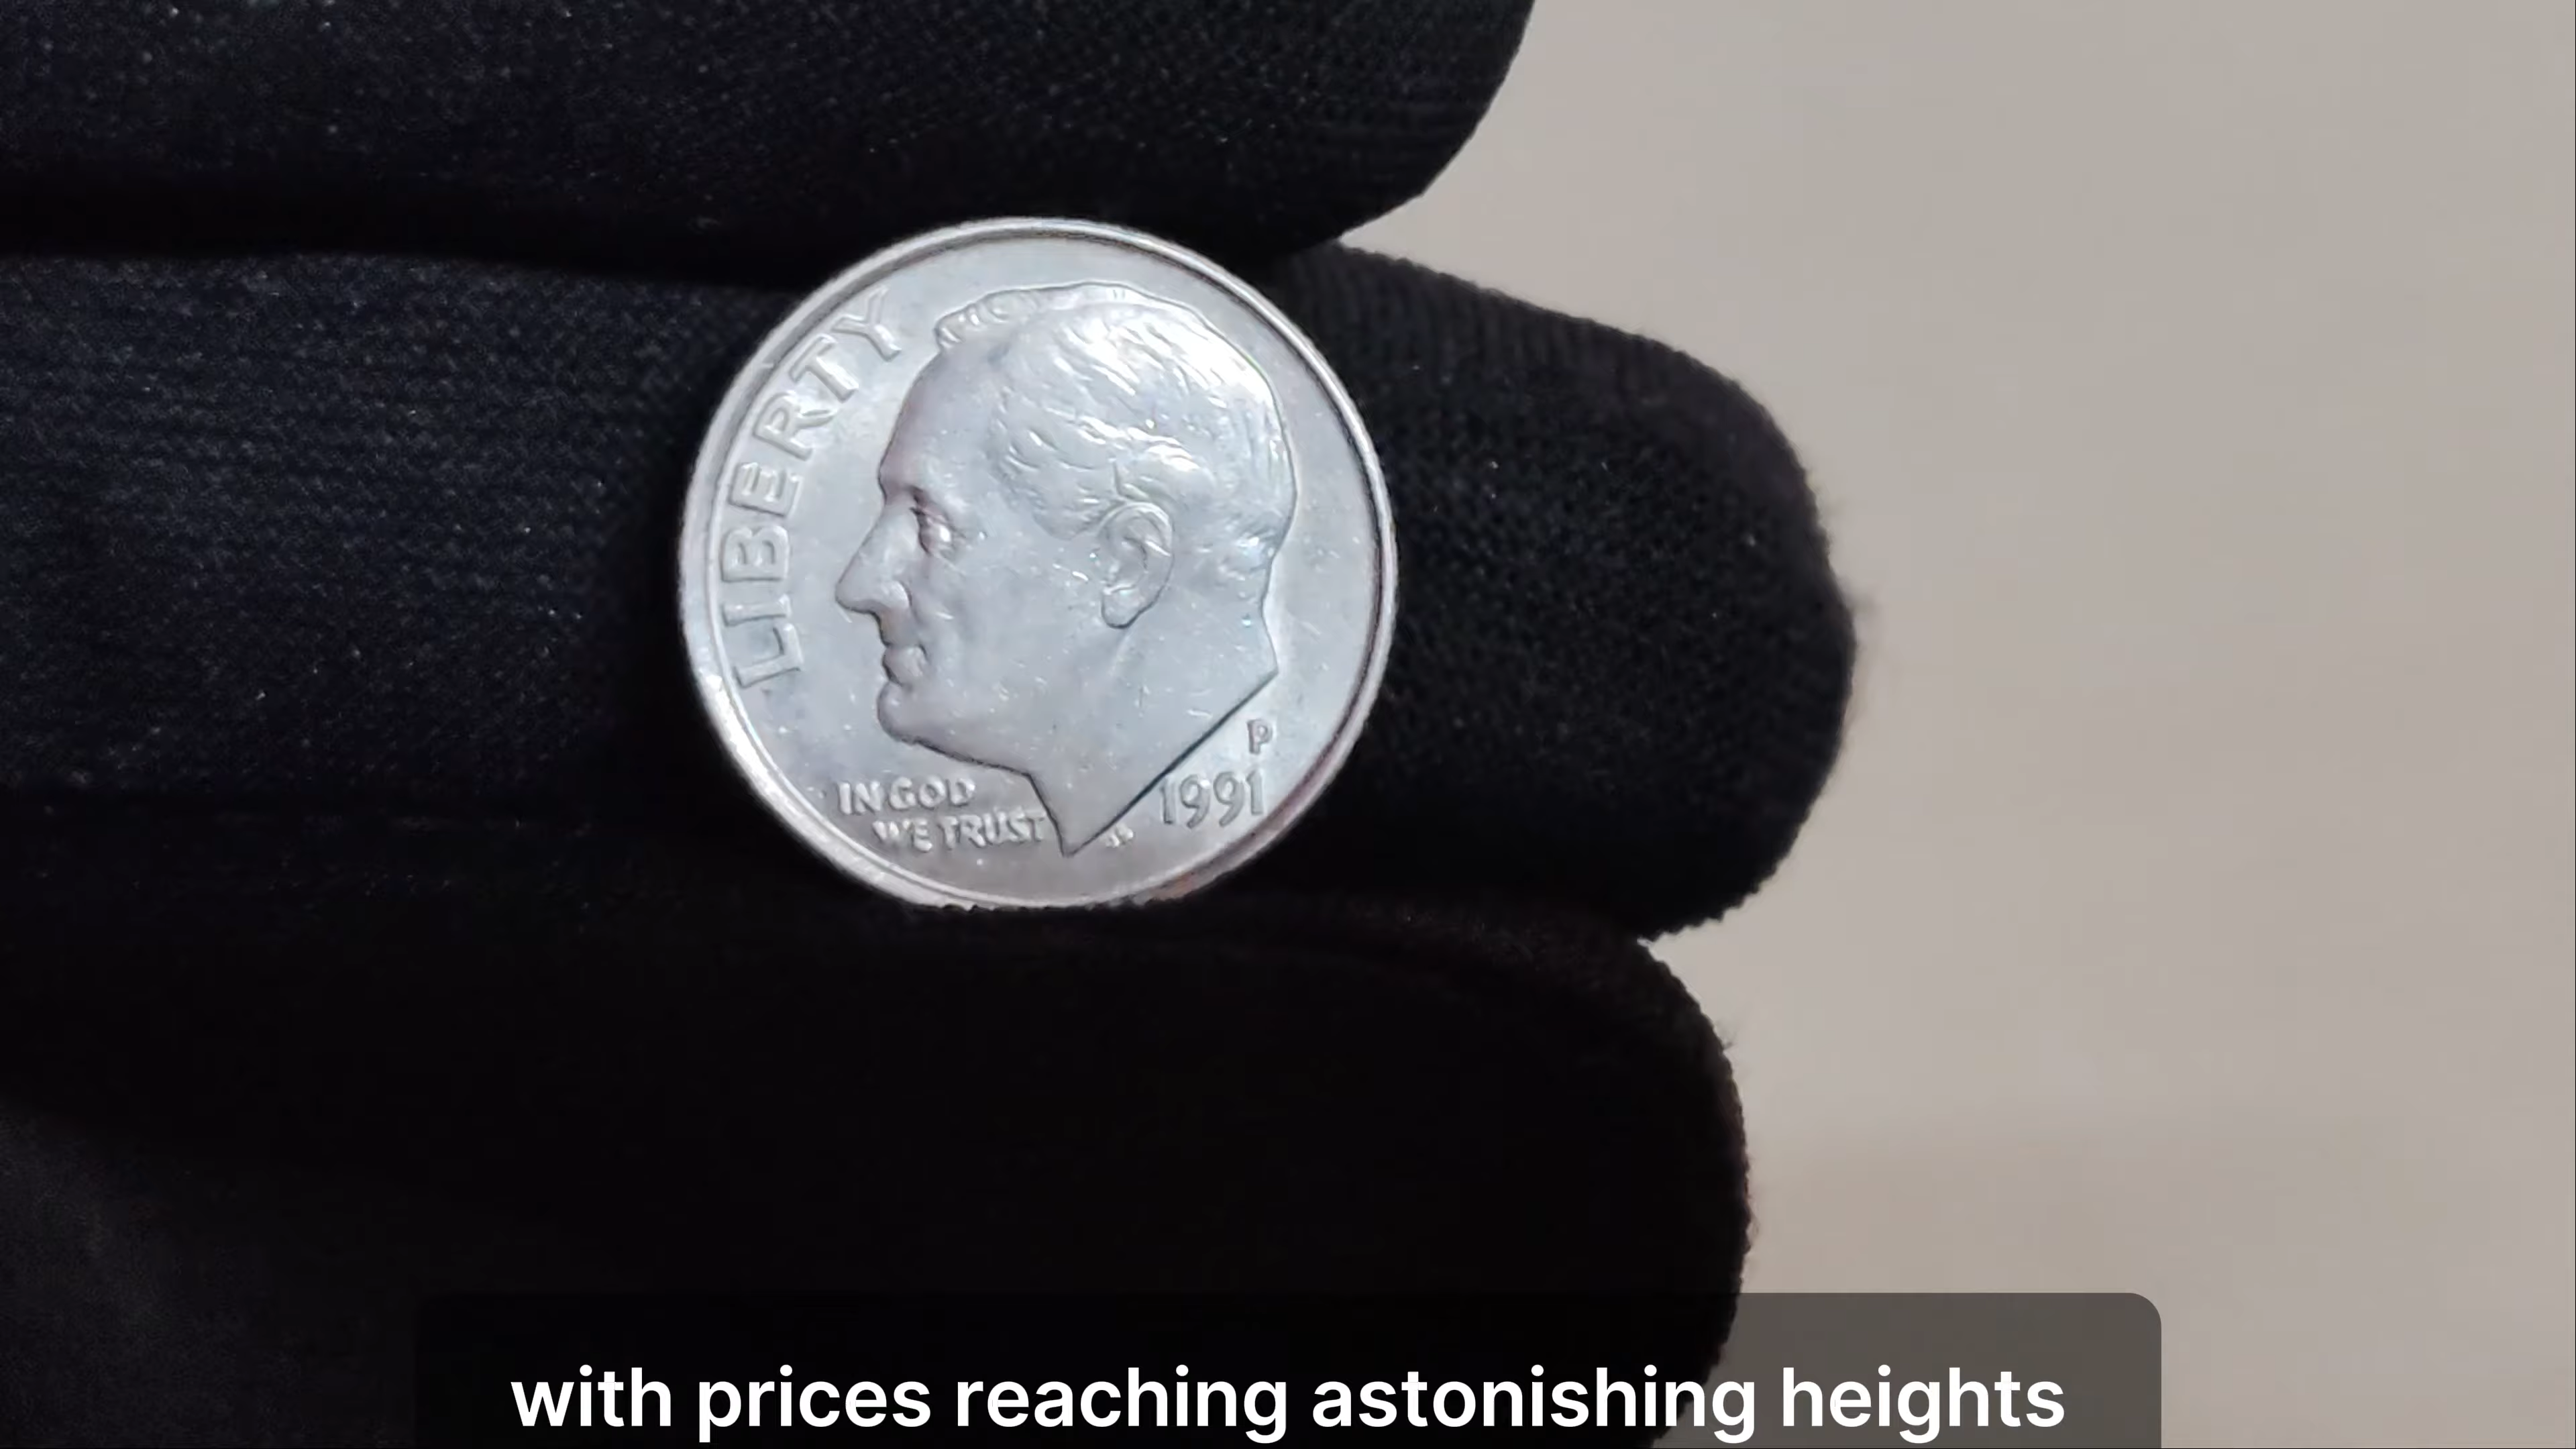 LIBERTY
IN GOD
WE TRUST
P
1991
with prices reaching astonishing heights